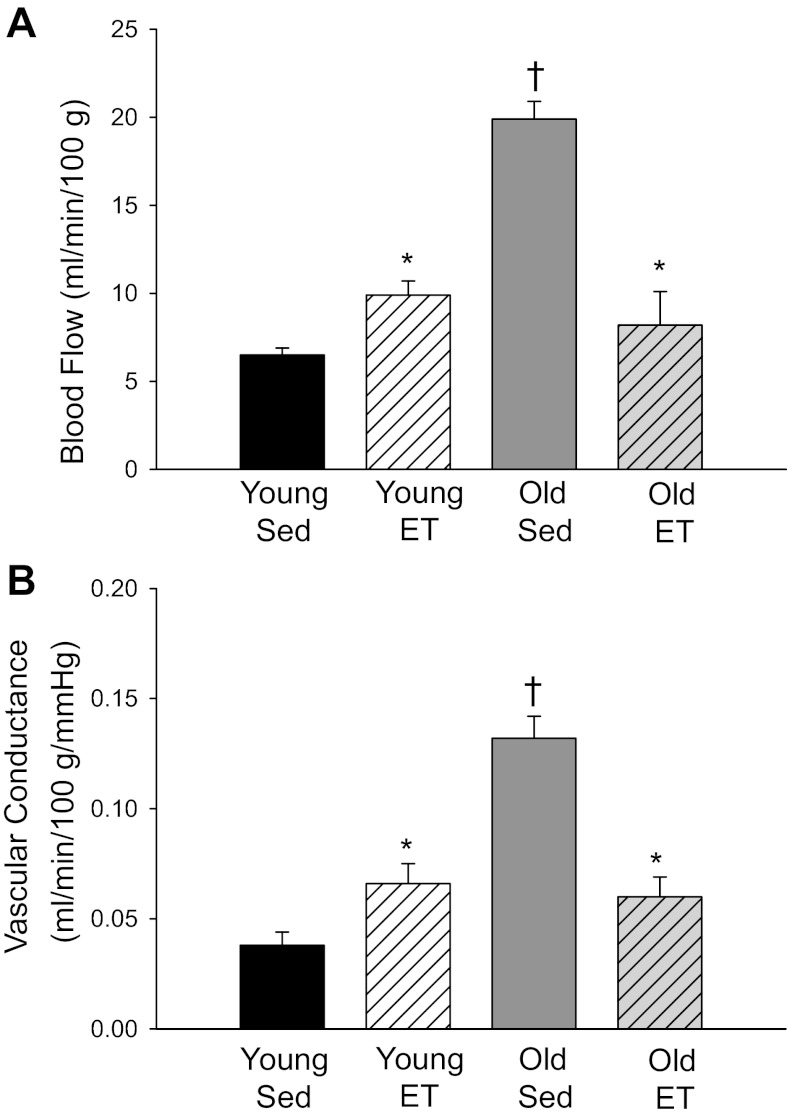 A
Blood Flow (ml/min/100 g)
25
20
15
10
5
0
*
†
*
Young Sed
Young ET
Old Sed
Old ET
B
Vascular Conductance
(ml/min/100 g/mmHg)
0.20
0.15
0.10
0.05
0.00
*
†
*
Young Sed
Young ET
Old Sed
Old ET